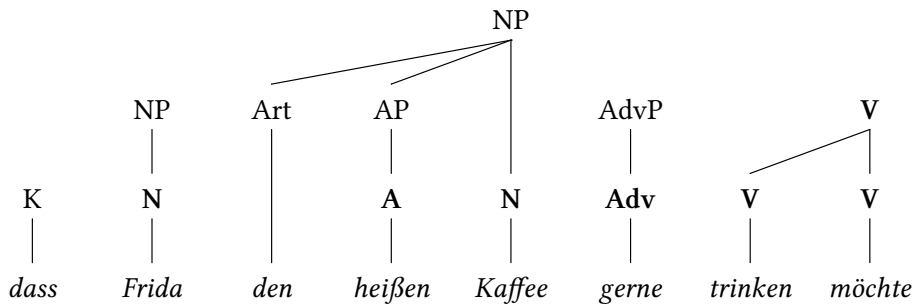 NP
NP Art AP AdvP V
K N A N Adv V V
dass Frida den heißen Kaffee gerne trinken möchte